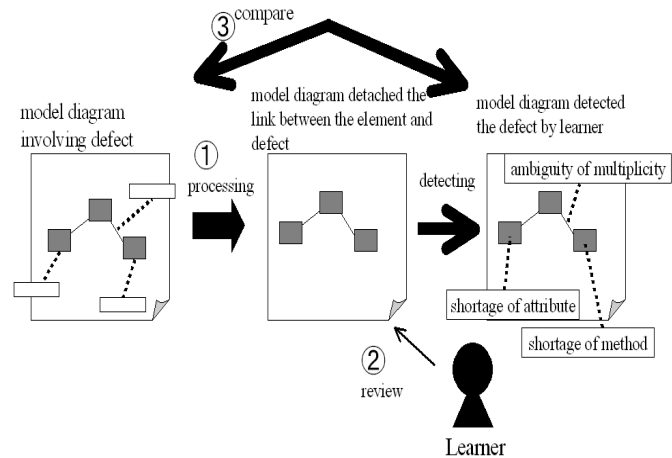 ③ compare
model diagram
involving defect
① 
processing
model diagram detached the
link between the element and
defect
detecting
model diagram detected
the defect by learner
ambiguity of multiplicity
shortage of attribute
shortage of method
②
review
Learner